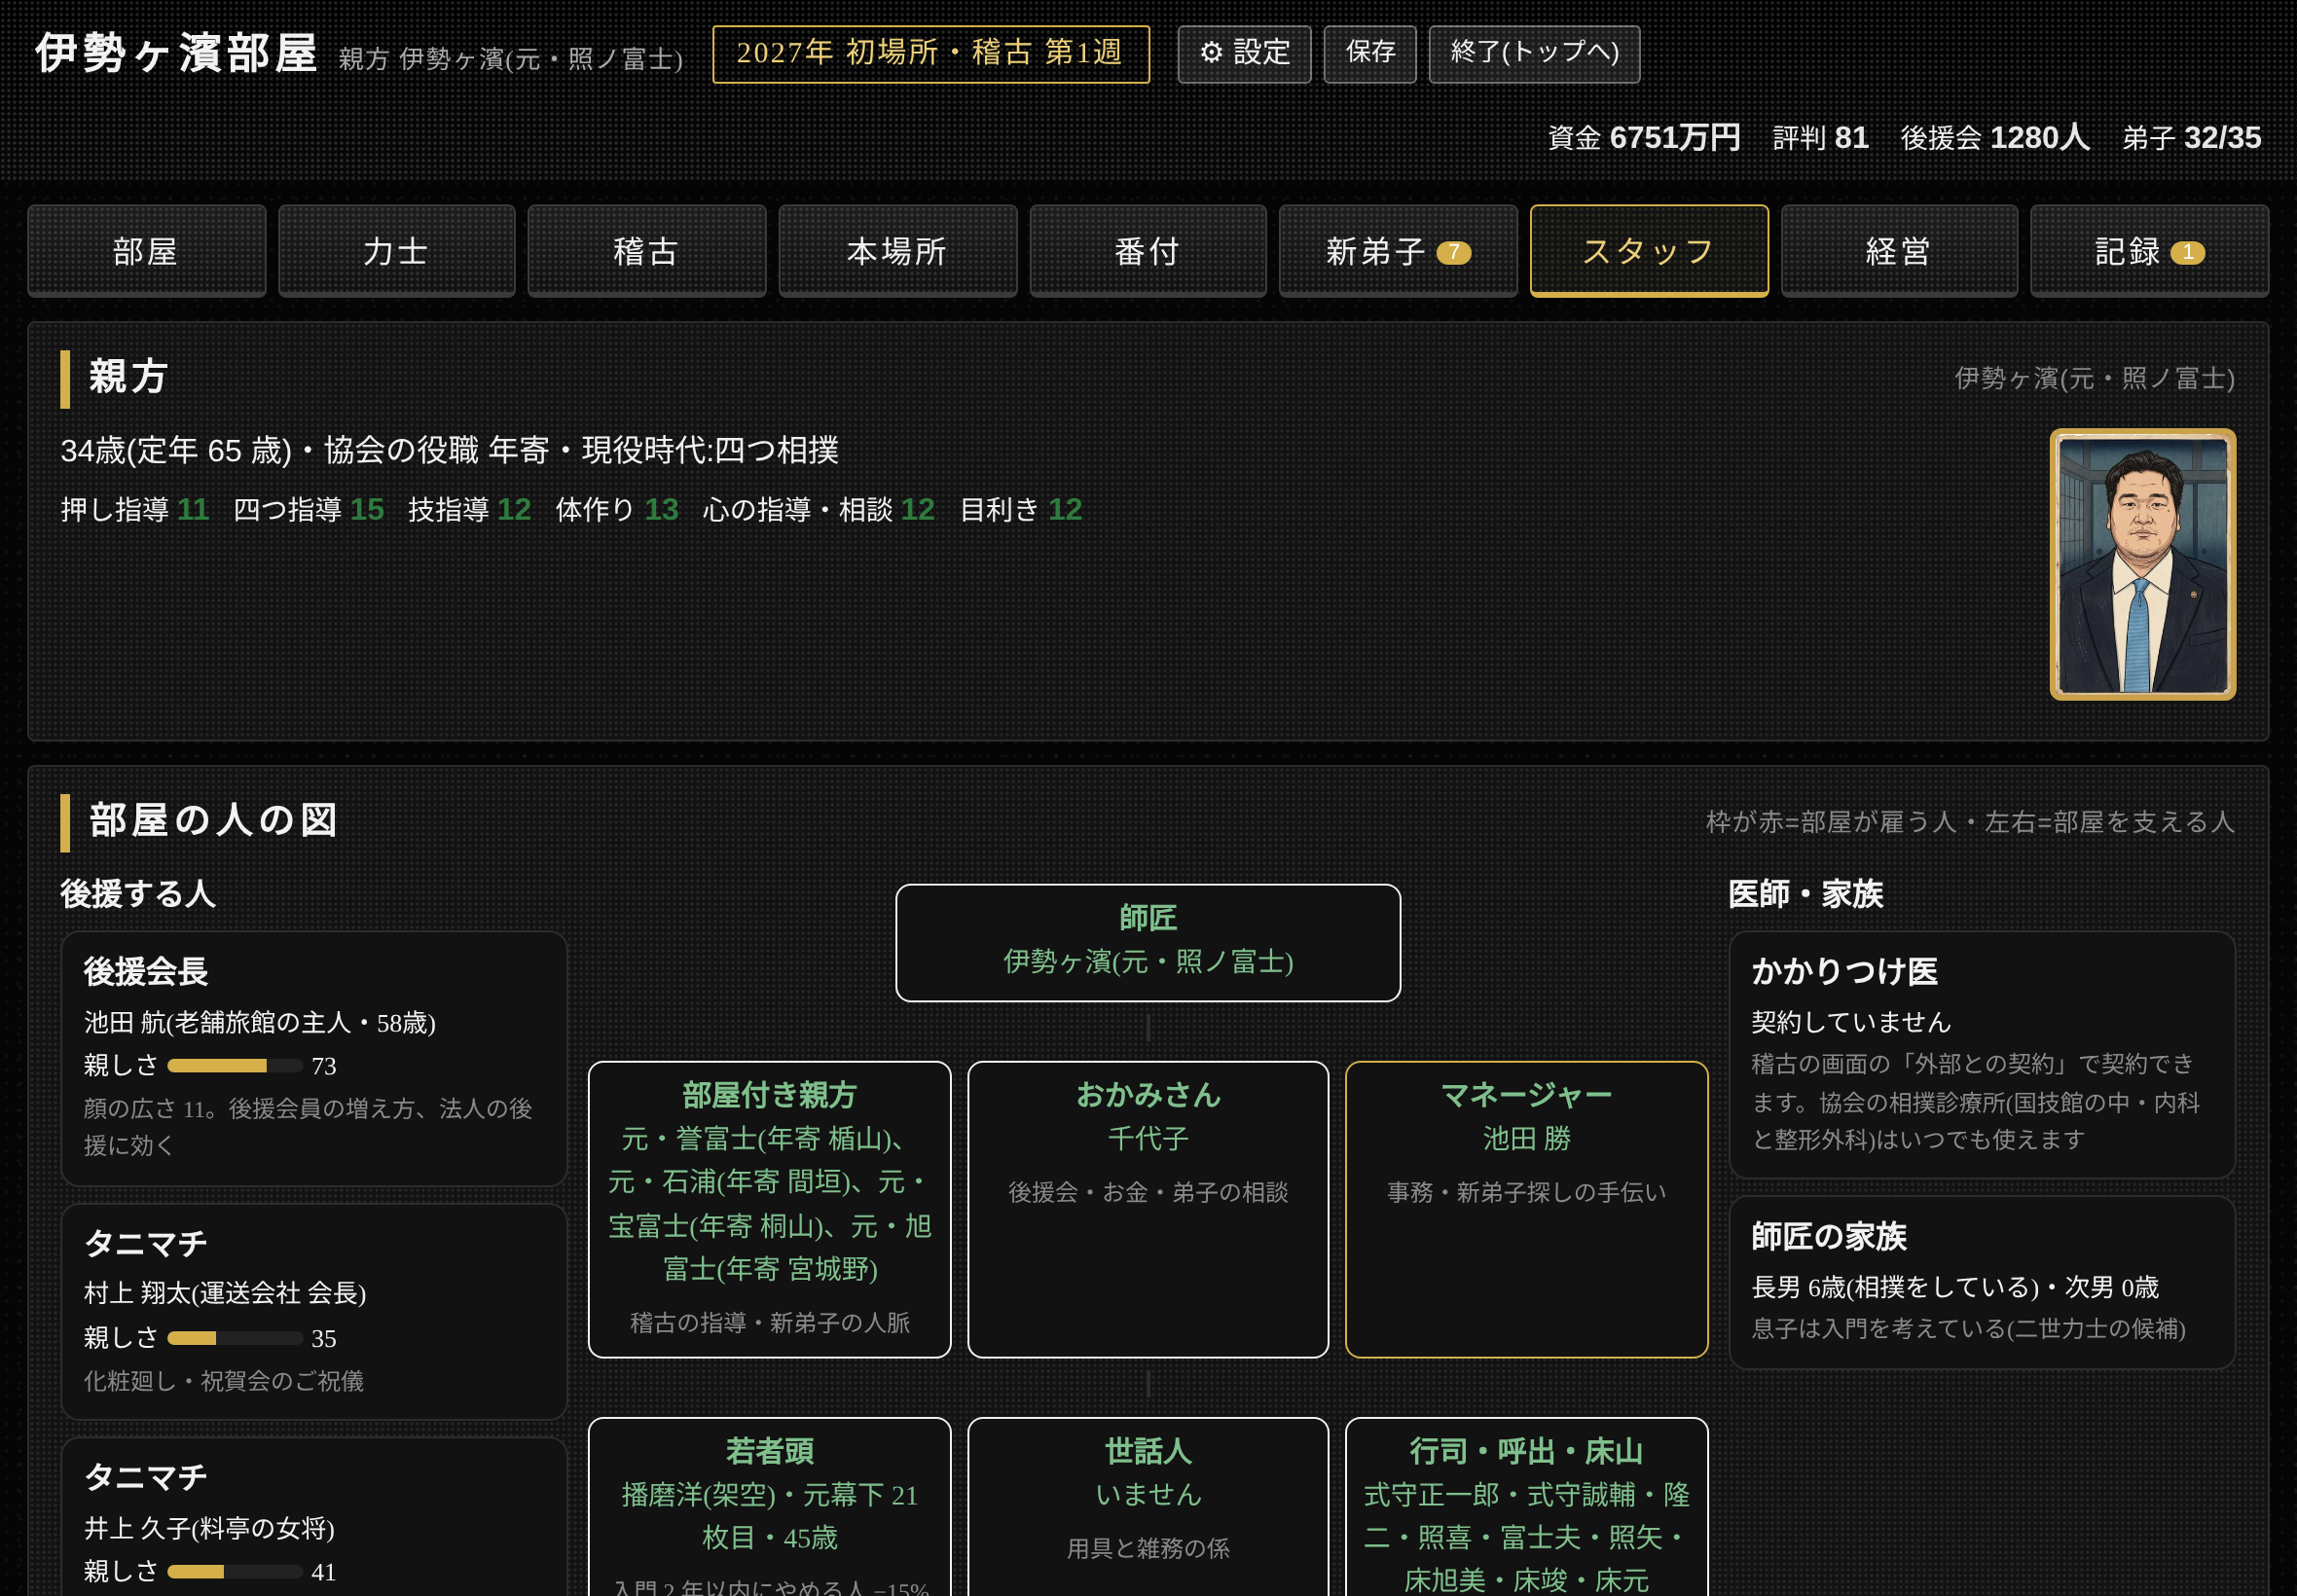 伊勢ヶ濱部屋 親方 伊勢ヶ濱(元・照ノ富士) 2027年 初場所・稽古 第1週 ⚙ 設定 保存 終了(トップへ)
資金 6751万円 評判 81 後援会 1280人 弟子 32/35
部屋 力士 稽古 本場所 番付 新弟子 7 スタッフ 経営 記録 1
親方 伊勢ヶ濱(元・照ノ富士)
34歳(定年 65 歳)・協会の役職 年寄・現役時代:四つ相撲
押し指導 11 四つ指導 15 技指導 12 体作り 13 心の指導・相談 12 目利き 12
部屋の人の図 枠が赤=部屋が雇う人・左右=部屋を支える人
後援する人
後援会長
池田 航(老舗旅館の主人・58歳)
親しさ 73
顔の広さ 11。後援会員の増え方、法人の後
援に効く
タニマチ
村上 翔太(運送会社 会長)
親しさ 35
化粧廻し・祝賀会のご祝儀
タニマチ
井上 久子(料亭の女将)
親しさ 41
師匠
伊勢ヶ濱(元・照ノ富士)
部屋付き親方
元・誉富士(年寄 楯山)、
元・石浦(年寄 間垣)、元・
宝富士(年寄 桐山)、元・旭
富士(年寄 宮城野)
稽古の指導・新弟子の人脈
おかみさん
千代子
後援会・お金・弟子の相談
マネージャー
池田 勝
事務・新弟子探しの手伝い
若者頭
播磨洋(架空)・元幕下 21
枚目・45歳
入門 2 年以内にやめる人 −15%
世話人
いません
用具と雑務の係
行司・呼出・床山
式守正一郎・式守誠輔・隆
二・照喜・富士夫・照矢・
床旭美・床竣・床元
医師・家族
かかりつけ医
契約していません
稽古の画面の「外部との契約」で契約でき
ます。協会の相撲診療所(国技館の中・内科
と整形外科)はいつでも使えます
師匠の家族
長男 6歳(相撲をしている)・次男 0歳
息子は入門を考えている(二世力士の候補)